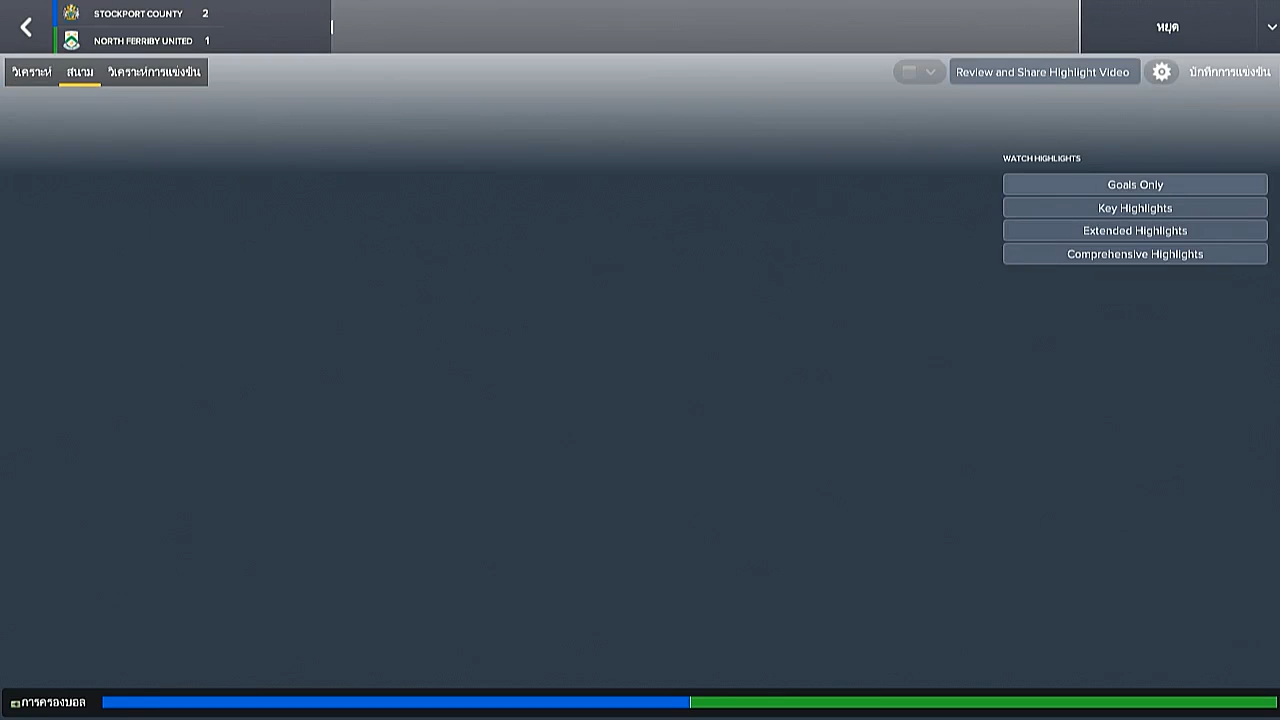 STOCKPORT COUNTY 2
NORTH FERRIBY UNITED 1
หยุด
วิเคราะห์ สนาม วิเคราะห์การแข่งขัน
Review and Share Highlight Video
บันทึกการแข่งขัน
WATCH HIGHLIGHTS
Goals Only
Key Highlights
Extended Highlights
Comprehensive Highlights
การครองบอล